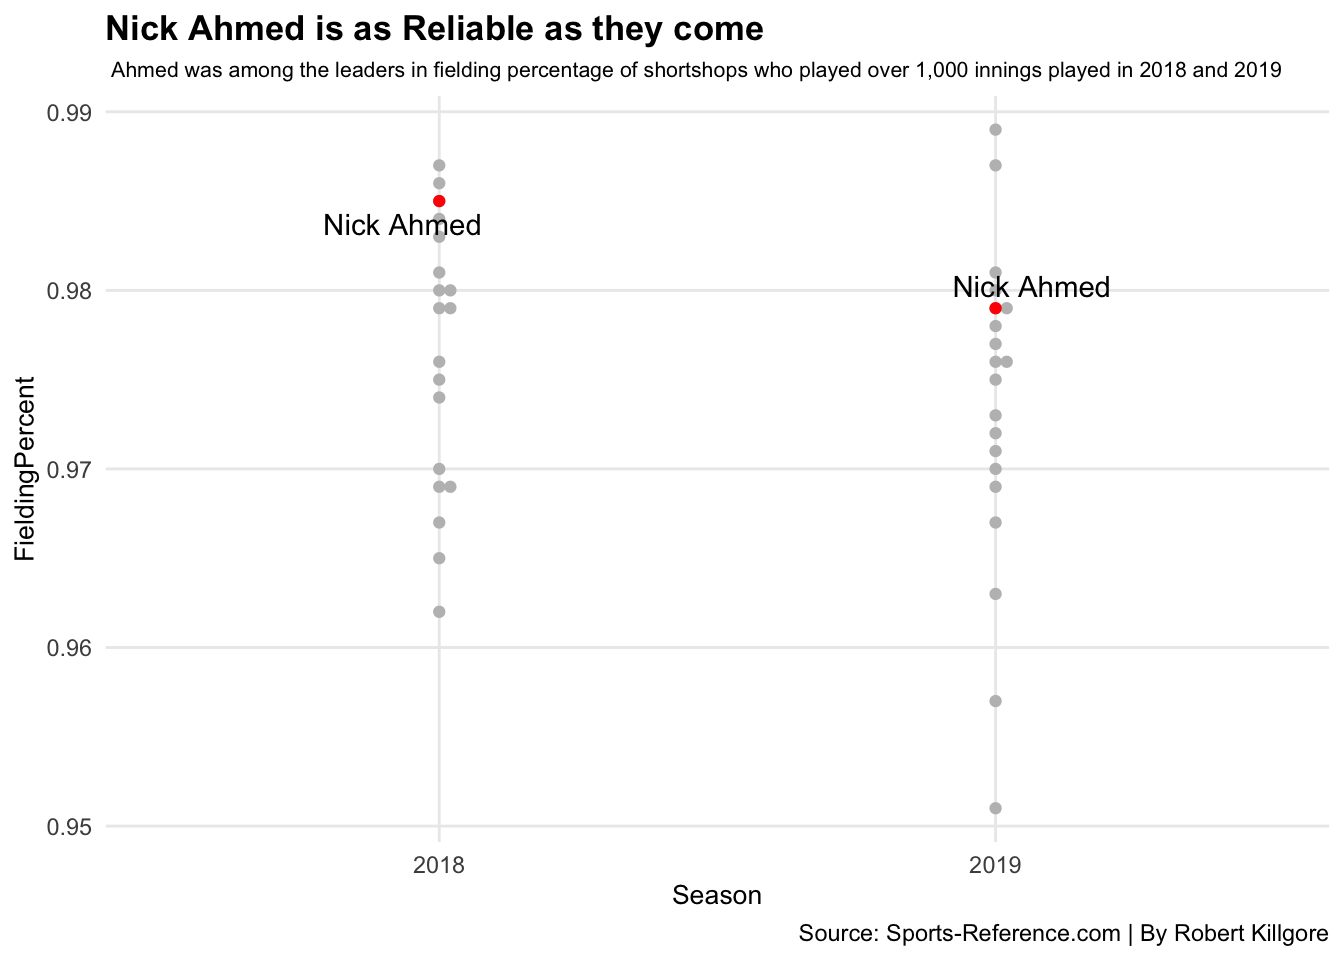 Nick Ahmed is as Reliable as they come
Ahmed was among the leaders in fielding percentage of shortshops who played over 1,000 innings played in 2018 and 2019
0.99
Nick Ahmed
0.98
Nick Ahmed
FieldingPercent
0.97
0.96
0.95
2018
2019
Season
Source: Sports-Reference.com | By Robert Killgore